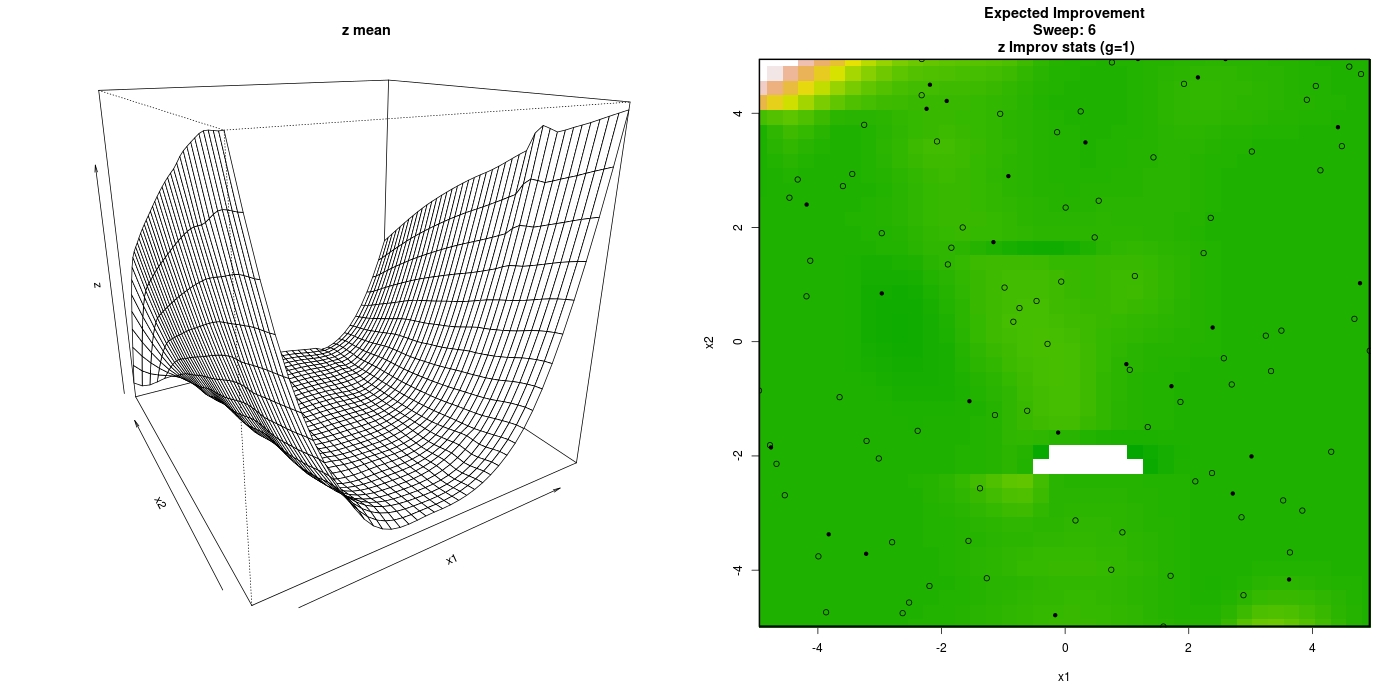 z mean
z
x2
x1
Expected Improvement
Sweep: 6
z Improv stats (g=1)
x2
4
2
0
-2
-4
-4
-2
0
2
4
x1